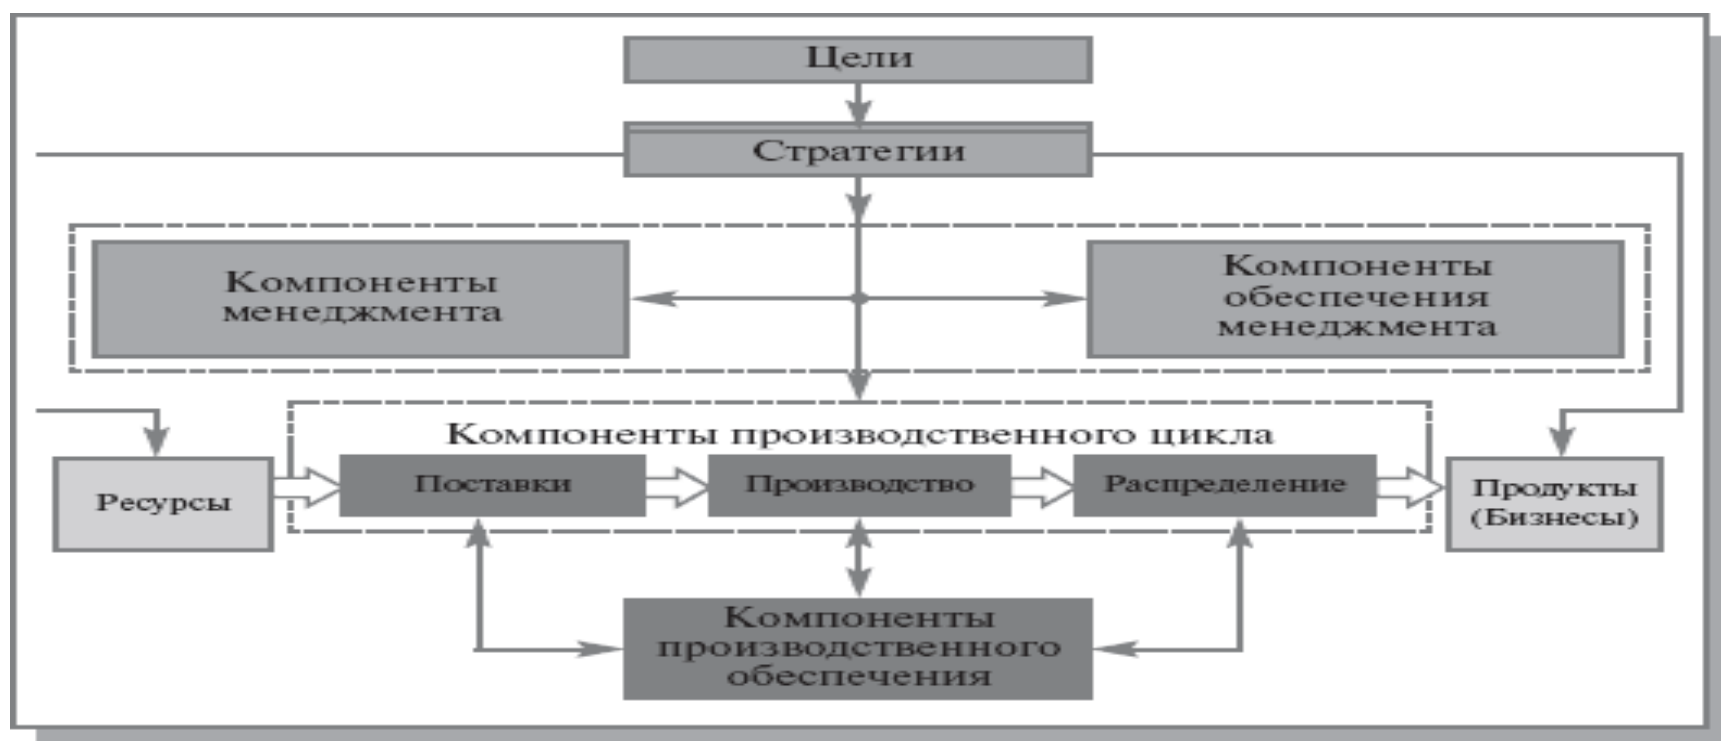 Цели
Стратегии
Компоненты
менеджмента
Компоненты
обеспечения
менеджмента
Компоненты производственного цикла
Ресурсы
Поставки
Производство
Распределение
Продукты
(Бизнесы)
Компоненты
производственного
обеспечения